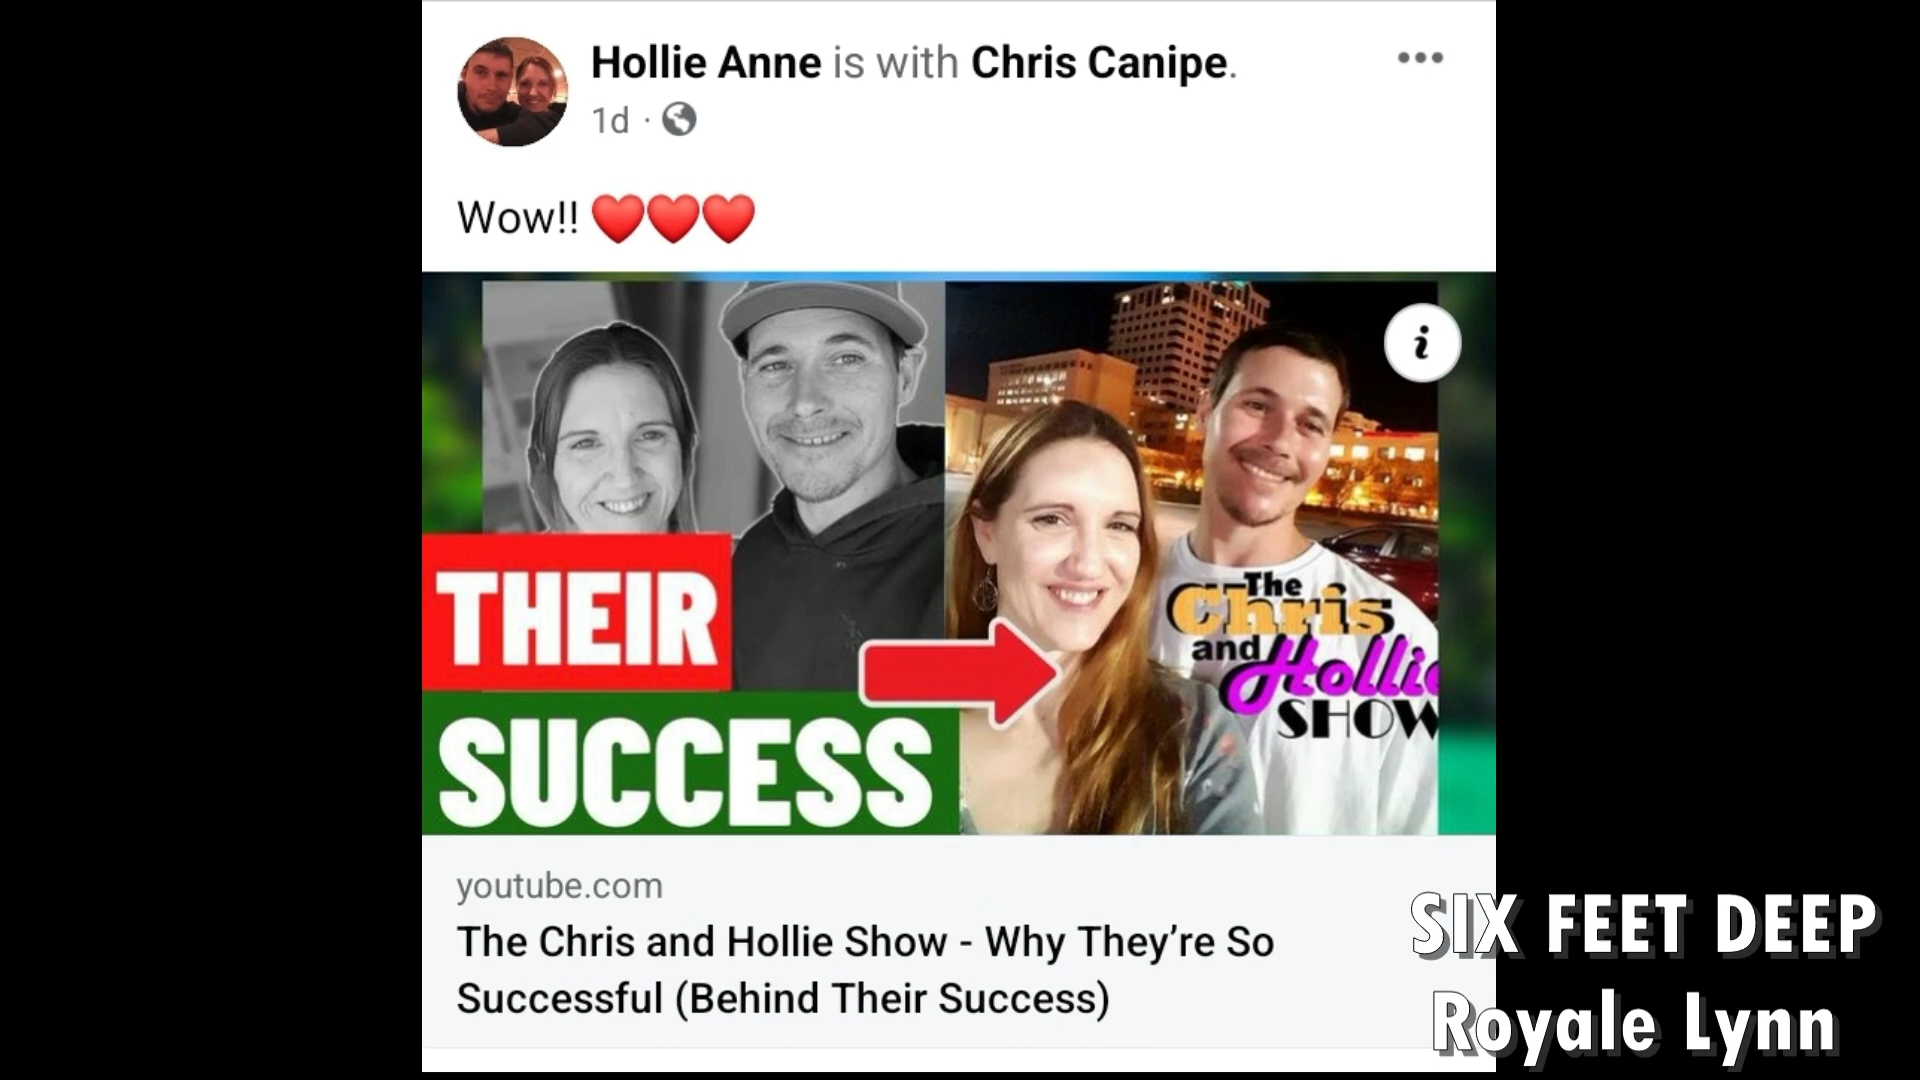 Hollie Anne is with Chris Canipe.
1d ·
Wow!! ❤️❤️❤️
THEIR
SUCCESS
The
Chris
and Hollie
SHOW
youtube.com
The Chris and Hollie Show - Why They’re So
Successful (Behind Their Success)
SIX FEET DEEP
Royale Lynn